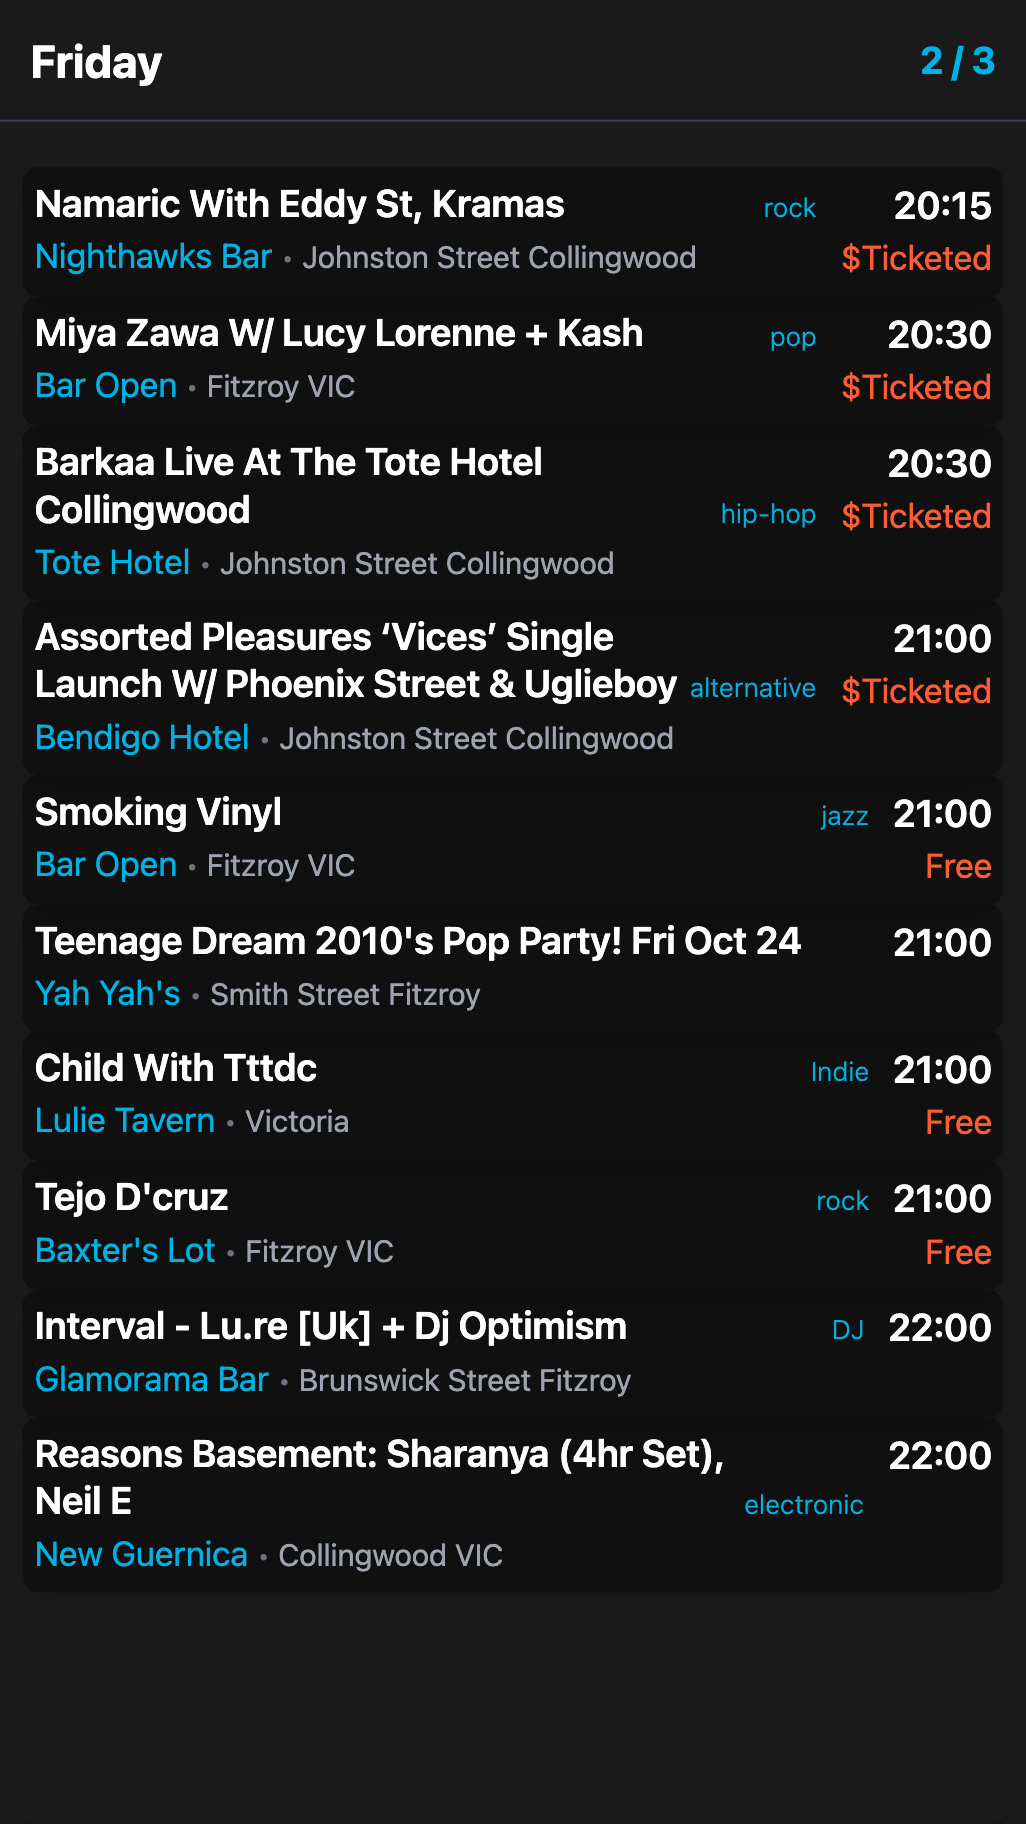 Friday 2 / 3
Namaric With Eddy St, Kramas rock 20:15
Nighthawks Bar • Johnston Street Collingwood $Ticketed
Miya Zawa W/ Lucy Lorenne + Kash pop 20:30
Bar Open • Fitzroy VIC $Ticketed
Barkaa Live At The Tote Hotel 20:30
Collingwood hip-hop $Ticketed
Tote Hotel • Johnston Street Collingwood
Assorted Pleasures ‘Vices’ Single 21:00
Launch W/ Phoenix Street & Uglieboy alternative $Ticketed
Bendigo Hotel • Johnston Street Collingwood
Smoking Vinyl jazz 21:00
Bar Open • Fitzroy VIC Free
Teenage Dream 2010's Pop Party! Fri Oct 24 21:00
Yah Yah's • Smith Street Fitzroy
Child With Tttdc Indie 21:00
Lulie Tavern • Victoria Free
Tejo D'cruz rock 21:00
Baxter's Lot • Fitzroy VIC Free
Interval - Lu.re [Uk] + Dj Optimism DJ 22:00
Glamorama Bar • Brunswick Street Fitzroy
Reasons Basement: Sharanya (4hr Set), 22:00
Neil E electronic
New Guernica • Collingwood VIC